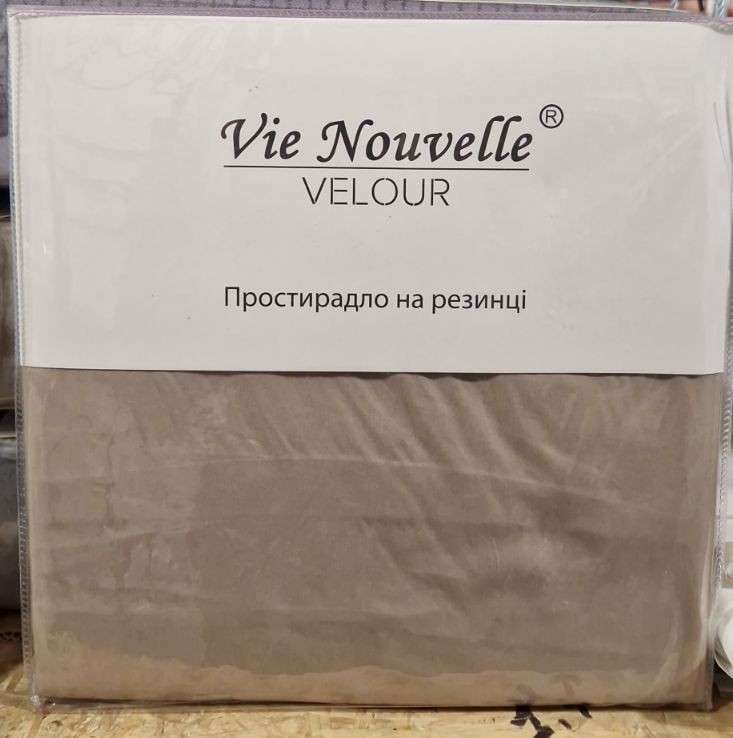 Vie Nouvelle®
VELOUR
Простирадло на резинці